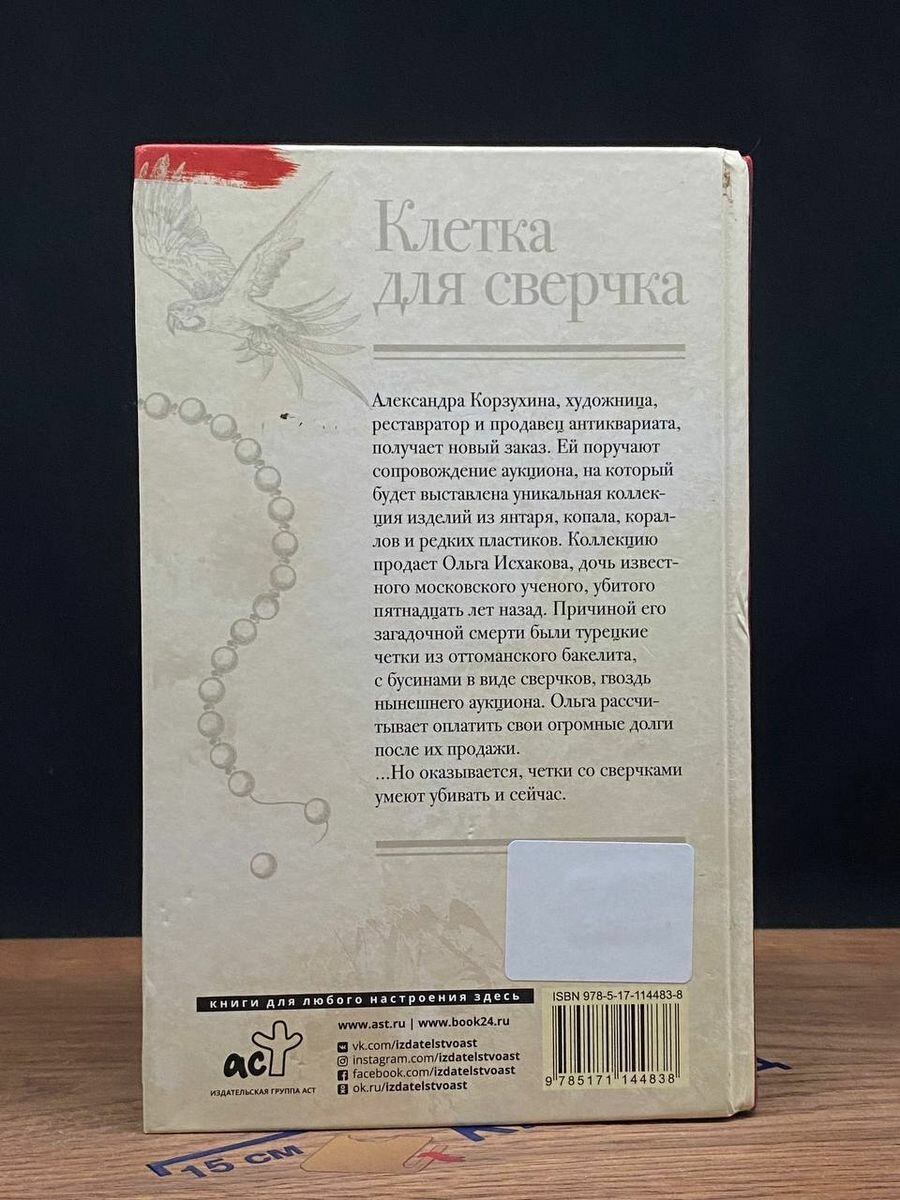 Клетка
для сверчка
Александра Корзухина, художница,
реставратор и продавец антиквариата,
получает новый заказ. Ей поручают
сопровождение аукциона, на который
будет выставлена уникальная коллек-
ция изделий из янтаря, копала, корал-
лов и редких пластиков. Коллекцию
продает Ольга Исхакова, дочь извест-
ного московского ученого, убитого
пятнадцать лет назад. Причиной его
загадочной смерти были турецкие
четки из оттоманского бакелита,
с бусинами в виде сверчков, гвоздь
нынешнего аукциона. Ольга рассчи-
тывает оплатить свои огромные долги
после их продажи.
...Но оказывается, четки со сверчками
умеют убивать и сейчас.
книги для любого настроения здесь
www.ast.ru | www.book24.ru
vk.com/izdatelstvoast
instagram.com/izdatelstvoast
facebook.com/izdatelstvoast
ok.ru/izdatelstvoast
аст
ИЗДАТЕЛЬСКАЯ ГРУППА АСТ
ISBN 978-5-17-114483-8
9 785171 144838
15 см